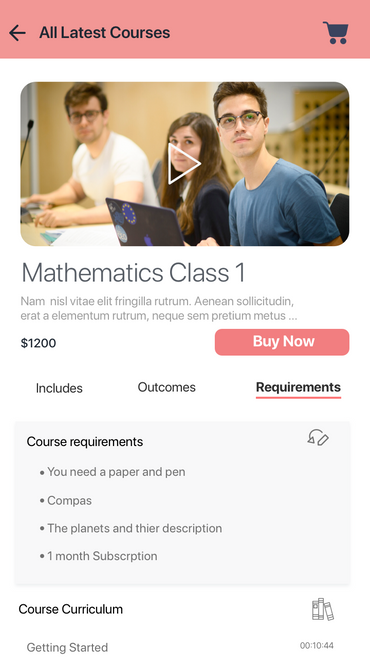 All Latest Courses
Mathematics Class 1
Nam nisl vitae elit fringilla rutrum. Aenean sollicitudin,
erat a elementum rutrum, neque sem pretium metus ...
$1200
Buy Now
Includes
Outcomes
Requirements
Course requirements
• You need a paper and pen
• Compas
• The planets and thier description
• 1 month Subscrption
Course Curriculum
Getting Started
00:10:44